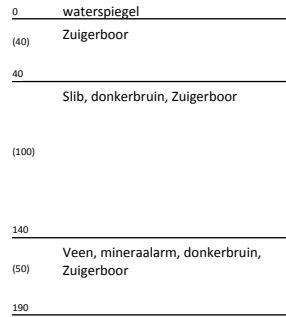 0 waterspiegel
(40) Zuigerboor
40
Slib, donkerbruin, Zuigerboor
(100)
140
Veen, mineraalarm, donkerbruin,
(50) Zuigerboor
190